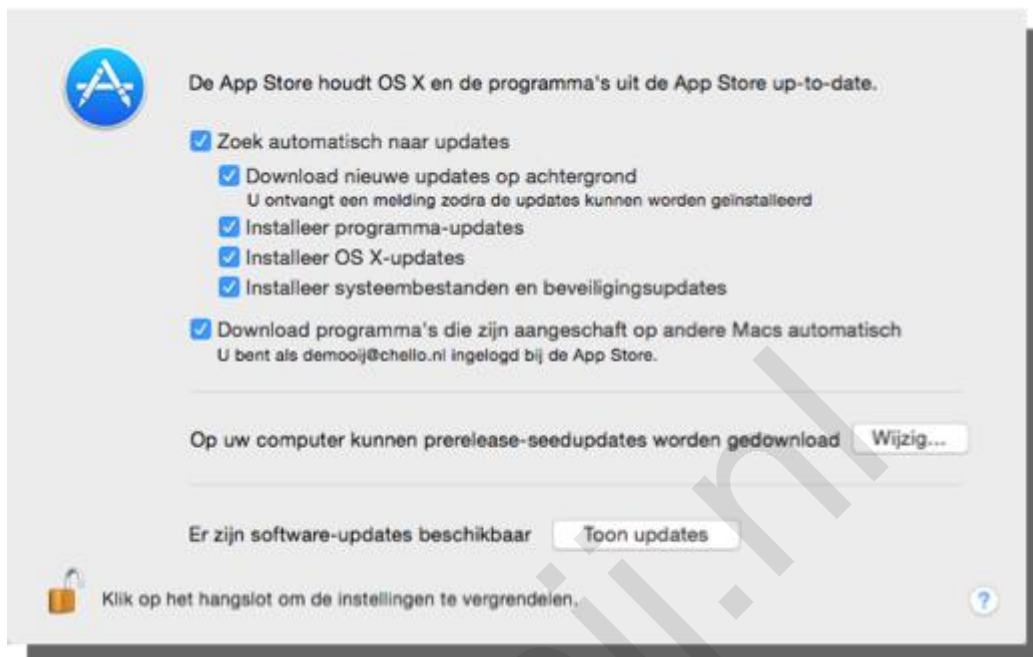 De App Store houdt OS X en de programma's uit de App Store up-to-date.
Zoek automatisch naar updates
Download nieuwe updates op achtergrond
U ontvangt een melding zodra de updates kunnen worden geïnstalleerd
Installeer programma-updates
Installeer OS X-updates
Installeer systeembestanden en beveiligingsupdates
Download programma's die zijn aangeschaft op andere Macs automatisch
U bent als demooij@chello.nl ingelogd bij de App Store.
Op uw computer kunnen prerelease-seedupdates worden gedownload Wijzig...
Er zijn software-updates beschikbaar Toon updates
Klik op het hangslot om de instellingen te vergrendelen. ?
ij.nl